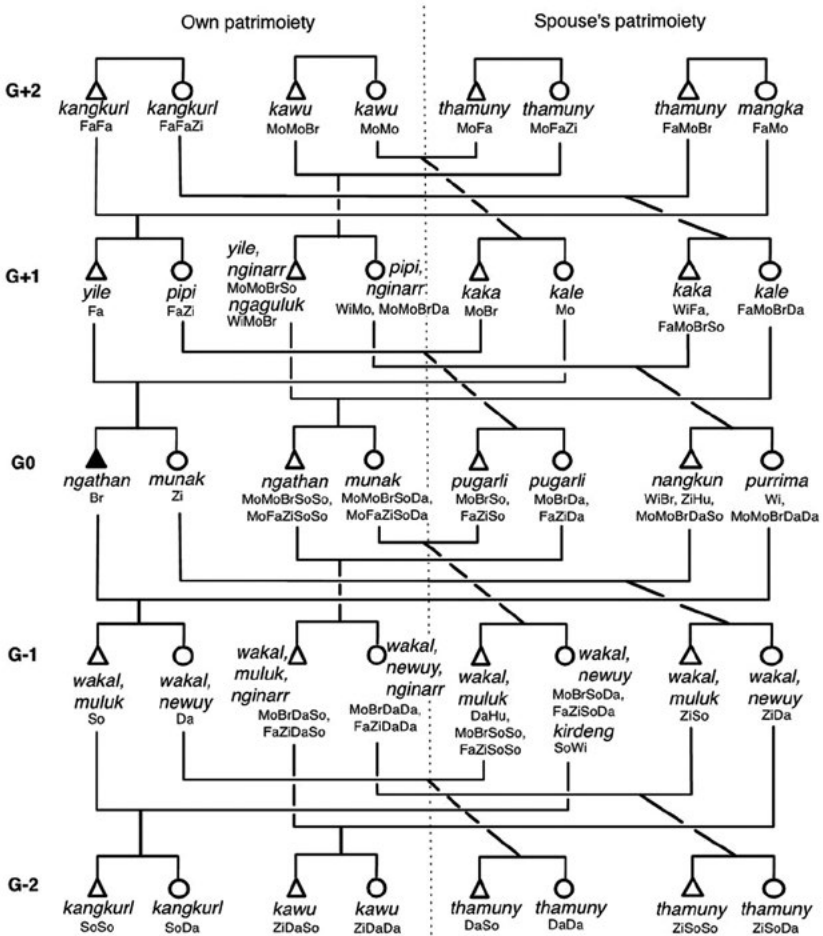 Own patrimoiety
Spouse's patrimoiety
G+2
kangkurl
FaFa
kangkurl
FaFaZi
kawu
MoMoBr
kawu
MoMo
thamuny
MoFa
thamuny
MoFaZi
thamuny
FaMoBr
mangka
FaMo
G+1
yile
Fa
pipi
FaZi
yile,
nginarr
MoMoBrSo
ngaguluk
WiMoBr
pipi,
nginarr
WiMo, MoMoBrDa
kaka
MoBr
kale
Mo
kaka
WiFa,
FaMoBrSo
kale
FaMoBrDa
G0
ngathan
Br
munak
Zi
ngathan
MoMoBrSoSo,
MoFaZiSoSo
munak
MoMoBrSoDa,
MoFaZiSoDa
pugarli
MoBrSo,
FaZiSo
pugarli
MoBrDa,
FaZiDa
nangkun
WiBr, ZiHu,
MoMoBrDaSo
purrima
Wi,
MoMoBrDaDa
G-1
wakal,
muluk
So
wakal,
newuy
Da
wakal,
muluk,
nginarr
MoBrDaSo,
FaZiDaSo
wakal,
newuy,
nginarr
MoBrDaDa,
FaZiDaDa
wakal,
muluk
DaHu,
MoBrSoSo,
FaZiSoSo
wakal,
newuy
MoBrSoDa,
FaZiSoDa
kirdeng
SoWi
wakal,
muluk
ZiSo
wakal,
newuy
ZiDa
G-2
kangkurl
SoSo
kangkurl
SoDa
kawu
ZiDaSo
kawu
ZiDaDa
thamuny
DaSo
thamuny
DaDa
thamuny
ZiSoSo
thamuny
ZiSoDa